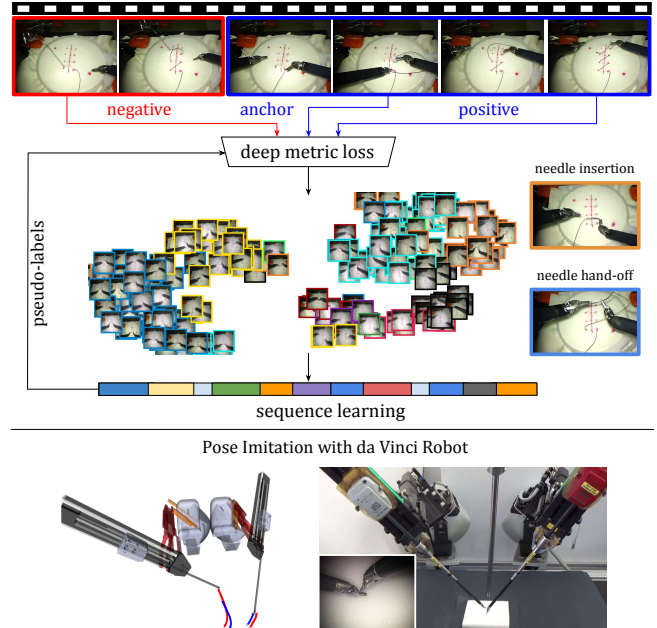 negative
anchor
positive
deep metric loss
needle insertion
pseudo-labels
needle hand-off
sequence learning
Pose Imitation with da Vinci Robot